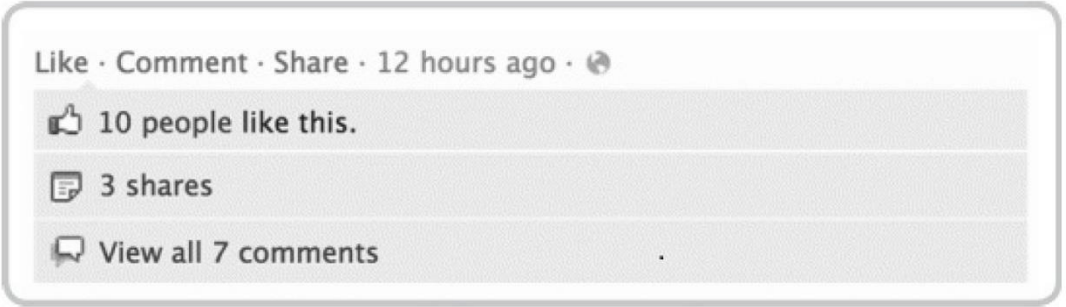 Like · Comment · Share · 12 hours ago ·
10 people like this.
3 shares
View all 7 comments